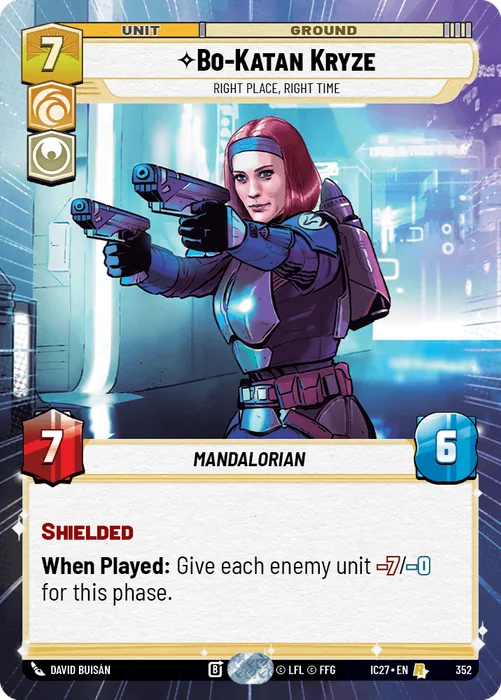 7
UNIT
GROUND
✧BO-KATAN KRYZE
RIGHT PLACE, RIGHT TIME
7
MANDALORIAN
6
SHIELDED
When Played: Give each enemy unit -7/-0
for this phase.
DAVID BUISÁN
B
© LFL © FFG
IC27•EN
R
352